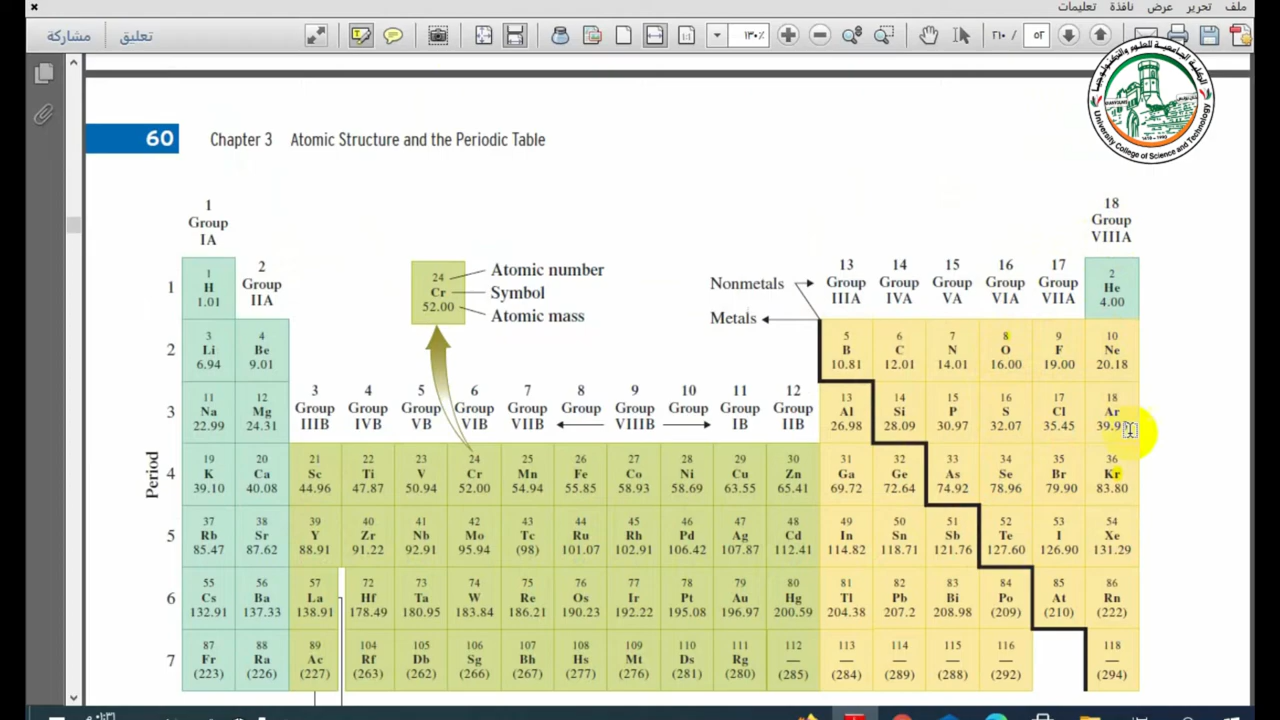 ملف تحرير عرض نافذة تعليمات
مشاركة تعليق ١٣٠٪ ٢١٠ / ٥٢
الكلية الجامعية للعلوم والتكنولوجيا
University College of Science and Technology
60 Chapter 3 Atomic Structure and the Periodic Table
1 Group IA
2 Group IIA
18 Group VIIIA
24 Atomic number
Cr Symbol
52.00 Atomic mass
Nonmetals
Metals
13 Group IIIA
14 Group IVA
15 Group VA
16 Group VIA
17 Group VIIA
3 Group IIIB
4 Group IVB
5 Group VB
6 Group VIB
7 Group VIIB
8 Group
9 Group VIIIB
10 Group
11 Group IB
12 Group IIB
Period
1
1 2
H He
1.01 4.00
2
3 4 5 6 7 8 9 10
Li Be B C N O F Ne
6.94 9.01 10.81 12.01 14.01 16.00 19.00 20.18
3
11 12 13 14 15 16 17 18
Na Mg Al Si P S Cl Ar
22.99 24.31 26.98 28.09 30.97 32.07 35.45
4
19 20 21 22 23 24 25 26 27 28 29 30 31 32 33 34 35 36
K Ca Sc Ti V Cr Mn Fe Co Ni Cu Zn Ga Ge As Se Br Kr
39.10 40.08 44.96 47.87 50.94 52.00 54.94 55.85 58.93 58.69 63.55 65.41 69.72 72.64 74.92 78.96 79.90 83.80
5
37 38 39 40 41 42 43 44 45 46 47 48 49 50 51 52 53 54
Rb Sr Y Zr Nb Mo Tc Ru Rh Pd Ag Cd In Sn Sb Te I Xe
85.47 87.62 88.91 91.22 92.91 95.94 (98) 101.07 102.91 106.42 107.87 112.41 114.82 118.71 121.76 127.60 126.90 131.29
6
55 56 57 72 73 74 75 76 77 78 79 80 81 82 83 84 85 86
Cs Ba La Hf Ta W Re Os Ir Pt Au Hg Tl Pb Bi Po At Rn
132.91 137.33 138.91 178.49 180.95 183.84 186.21 190.23 192.22 195.08 196.97 200.59 204.38 207.2 208.98 (209) (210) (222)
7
87 88 89 104 105 106 107 108 109 110 111 112 113 114 115 116 118
Fr Ra Ac Rf Db Sg Bh Hs Mt Ds Rg — — — — — —
(223) (226) (227) (263) (262) (266) (267) (277) (276) (281) (280) (285) (284) (289) (288) (292) (294)